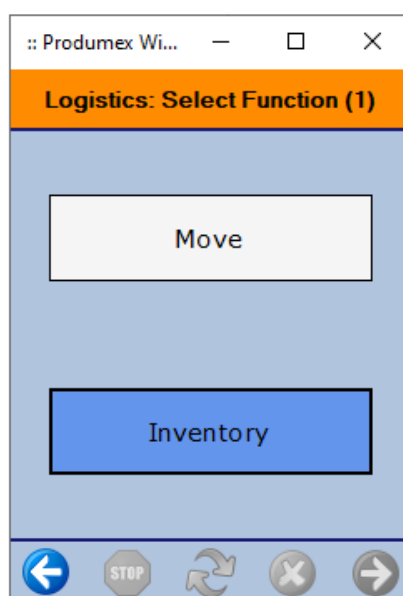 :: Produmex Wi...
Logistics: Select Function (1)
Move
Inventory
STOP